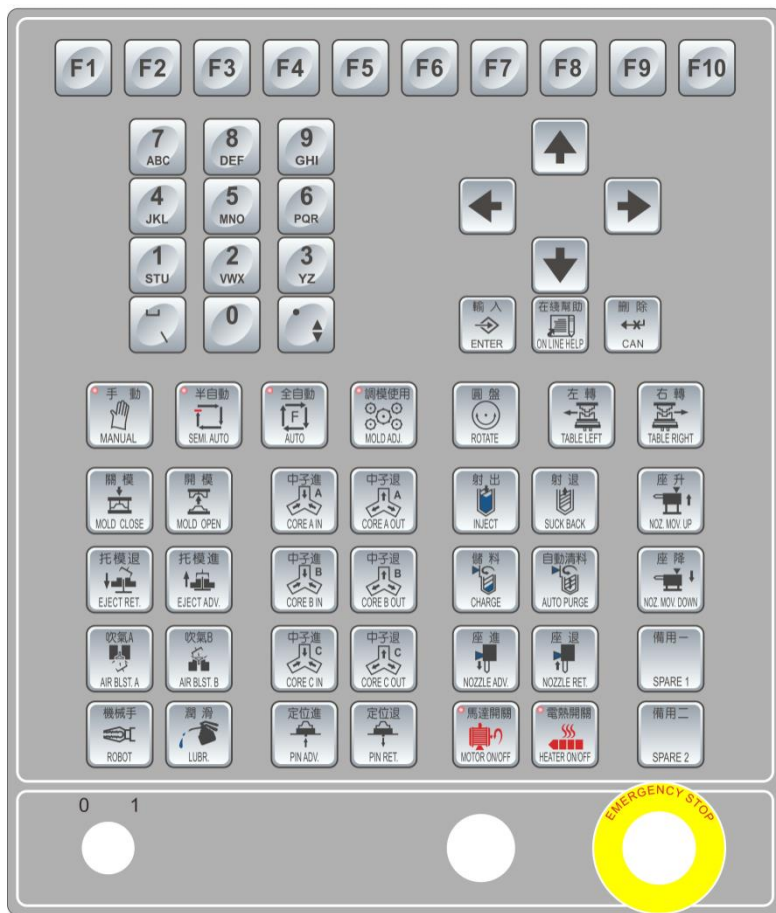 F1 F2 F3 F4 F5 F6 F7 F8 F9 F10
7 8 9
ABC DEF GHI
4 5 6
JKL MNO PQR
1 2 3
STU VWX YZ
0
輸入 在綫幫助 刪除
ENTER ON LINE HELP CAN
手動 半自動 全自動 調模使用 圓盤 左轉 右轉
F
MANUAL SEMI. AUTO AUTO MOLD ADJ. ROTATE TABLE LEFT TABLE RIGHT
關模 開模 中子進 中子退 射出 射退 座升
A A
MOLD CLOSE MOLD OPEN CORE A IN CORE A OUT INJECT SUCK BACK NOZ. MOV. UP
托模退 托模進 中子進 中子退 儲料 自動清料 座降
B B
EJECT RET. EJECT ADV. CORE B IN CORE B OUT CHARGE AUTO PURGE NOZ. MOV. DOWN
吹氣A 吹氣B 中子進 中子退 座進 座退 備用一
C C
AIR BLST. A AIR BLST. B CORE C IN CORE C OUT NOZZLE ADV. NOZZLE RET. SPARE 1
機械手 潤滑 定位進 定位退 馬達開關 電熱開關 備用二
ROBOT LUBR. PIN ADV. PIN RET. MOTOR ON/OFF HEATER ON/OFF SPARE 2
0 1
EMERGENCY STOP